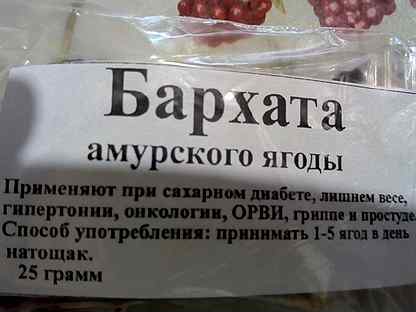 Бархата
амурского ягоды
Применяют при сахарном диабете, лишнем весе,
гипертонии, онкологии, ОРВИ, гриппе и простуде.
Способ употребления: принимать 1-5 ягод в день
натощак.
25 грамм